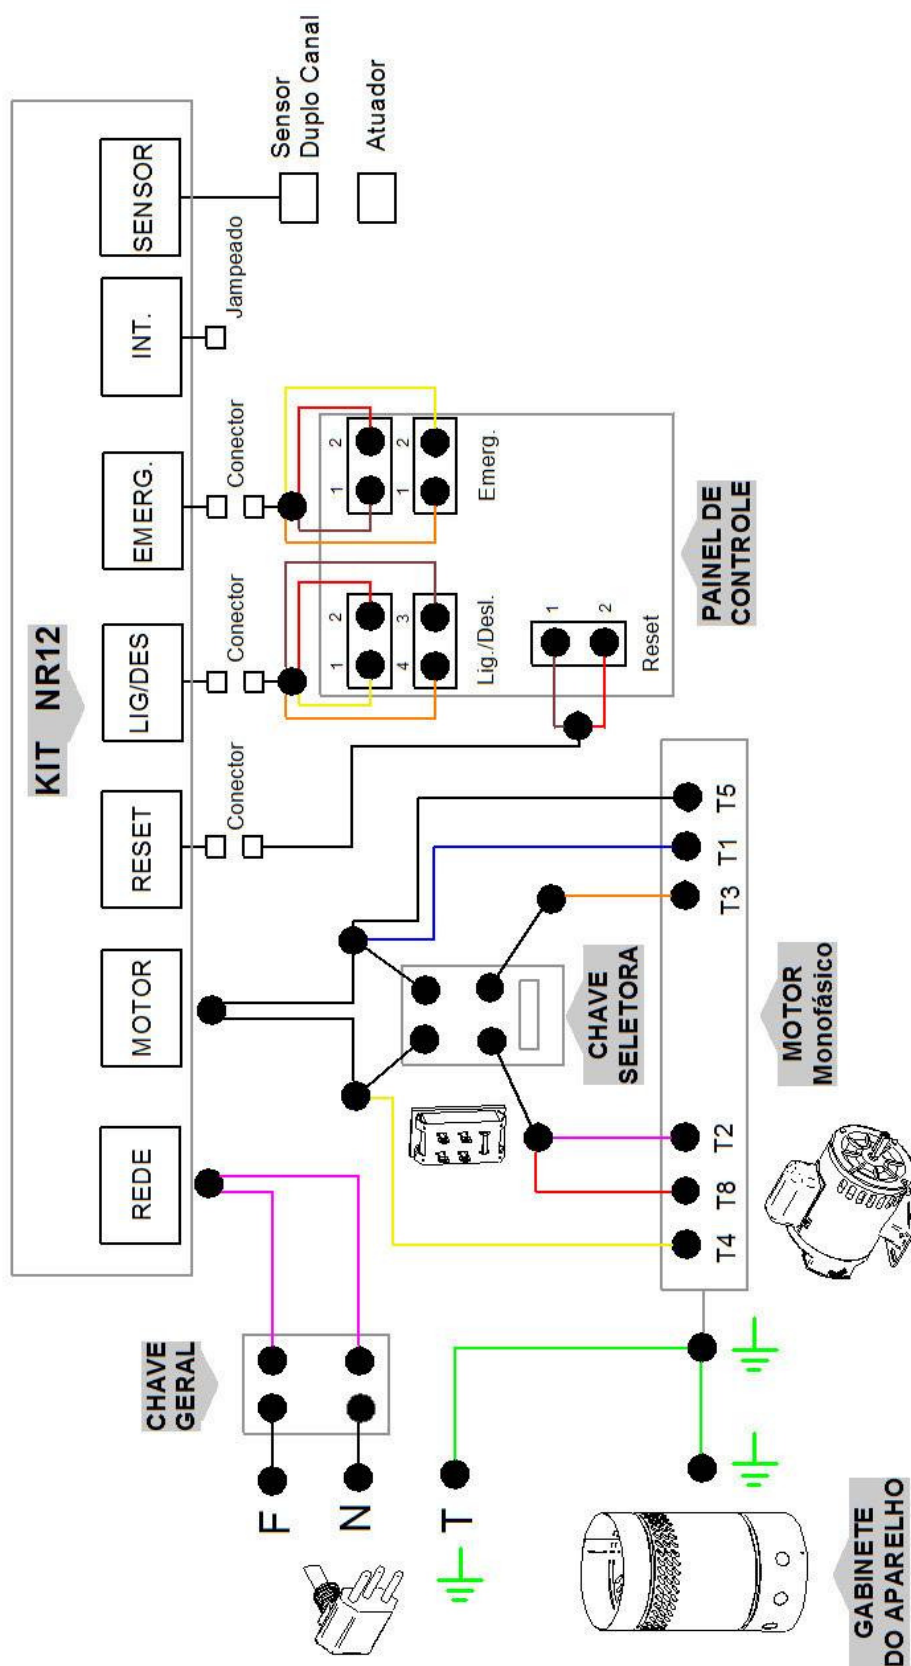 KIT NR12
REDE
MOTOR
RESET
LIG/DES
EMERG.
INT.
SENSOR
Conector
Conector
Conector
Jampeado
Sensor
Duplo Canal
Atuador
CHAVE
GERAL
F
N
T
1
2
4
3
Lig./Desl.
1
2
1
2
Emerg.
1
2
Reset
PAINEL DE
CONTROLE
CHAVE
SELETORA
T4
T8
T2
T3
T1
T5
MOTOR
Monofásico
GABINETE
DO APARELHO